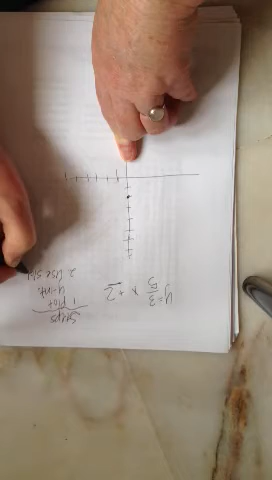 y = 3/5 x + 2
Steps
1. Plot
y-int.
2. Use